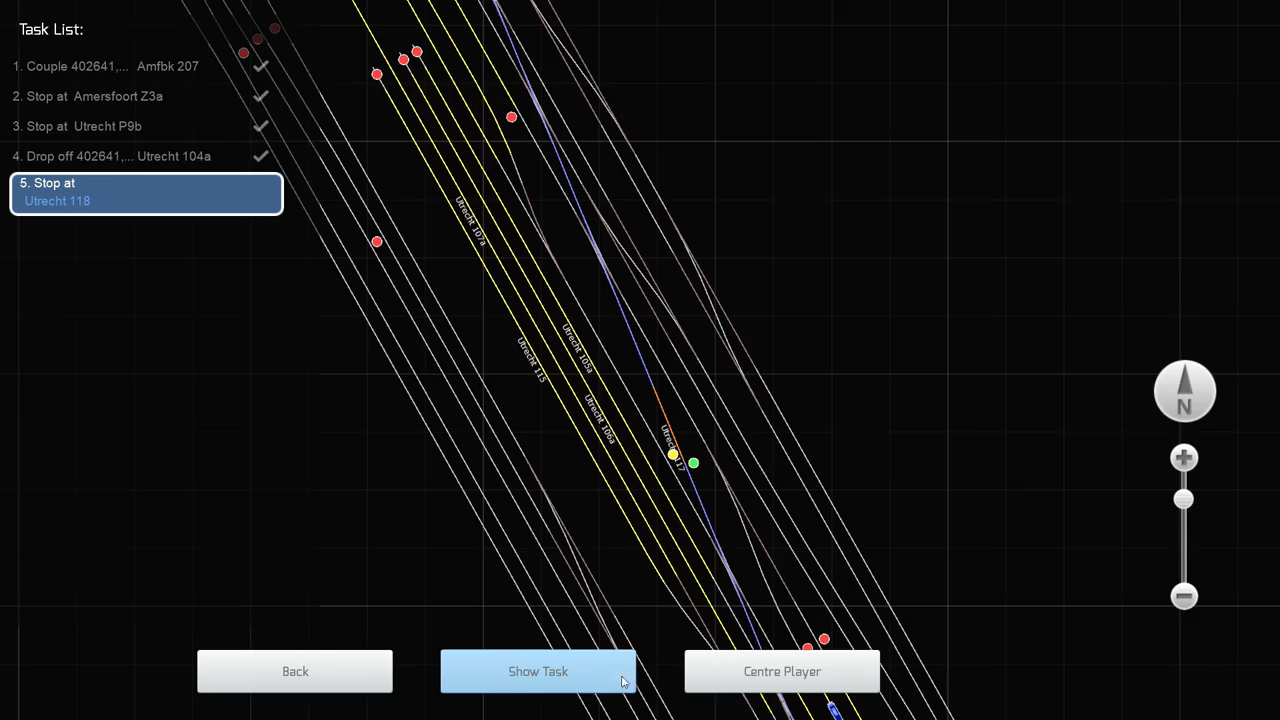 Task List:
1. Couple 402641,... Amfbk 207
2. Stop at Amersfoort Z3a
3. Stop at Utrecht P9b
4. Drop off 402641,... Utrecht 104a
5. Stop at
Utrecht 118
Utrecht 107a
Utrecht 105a
Utrecht 115
Utrecht 106a
Utrecht 117
N
Back
Show Task
Centre Player